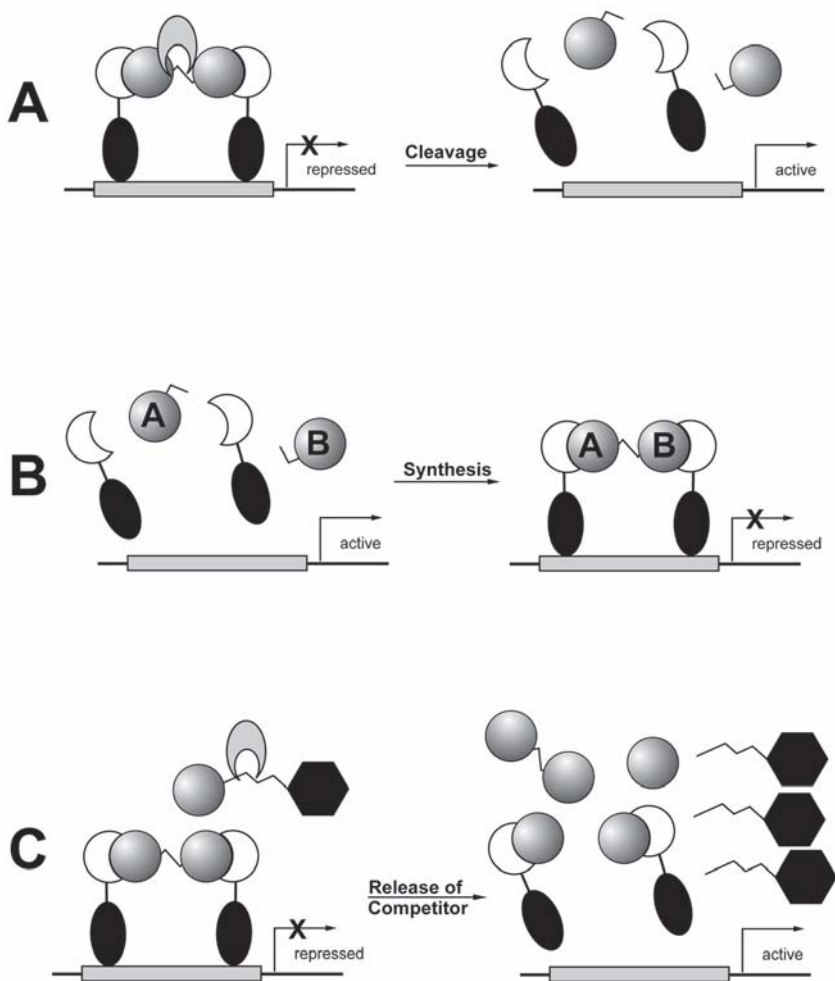 A
X
repressed
Cleavage
active
B
A
B
active
Synthesis
A
B
X
repressed
C
X
repressed
Release of
Competitor
active